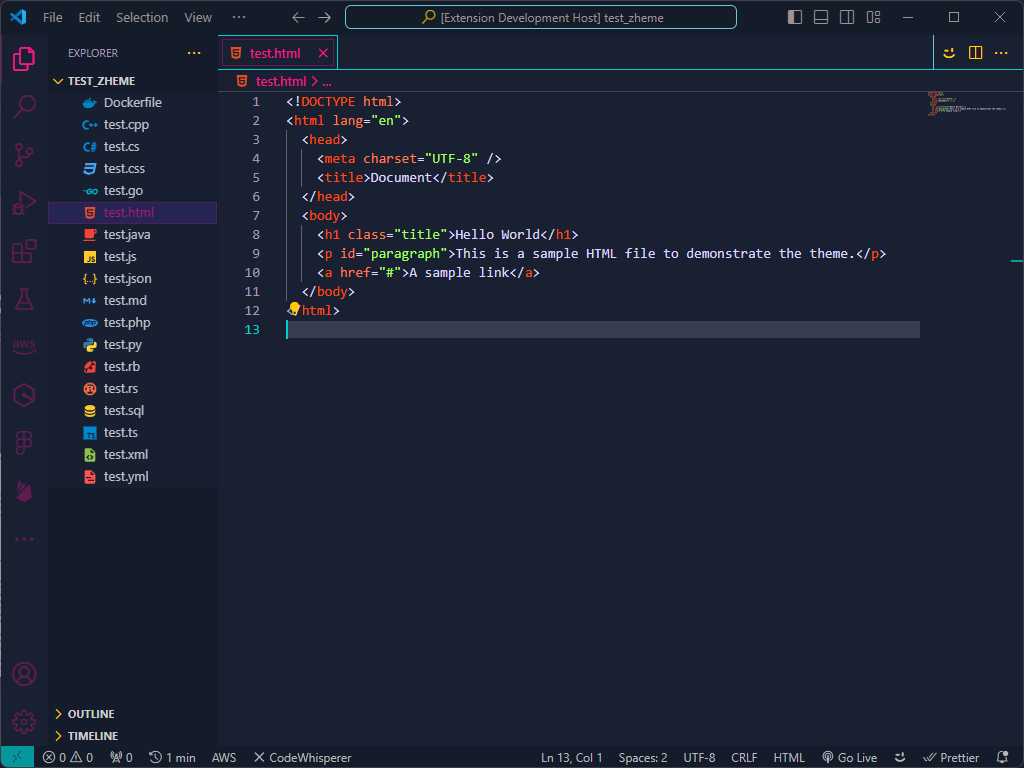 File Edit Selection View ··· [Extension Development Host] test_zheme
EXPLORER ···
TEST_ZHEME
Dockerfile
test.cpp
test.cs
test.css
test.go
test.html
test.java
test.js
test.json
test.md
test.php
test.py
test.rb
test.rs
test.sql
test.ts
test.xml
test.yml
OUTLINE
TIMELINE
aws
test.html
test.html > ...
1 <!DOCTYPE html>
2 <html lang="en">
3 <head>
4 <meta charset="UTF-8" />
5 <title>Document</title>
6 </head>
7 <body>
8 <h1 class="title">Hello World</h1>
9 <p id="paragraph">This is a sample HTML file to demonstrate the theme.</p>
10 <a href="#">A sample link</a>
11 </body>
12 </html>
13
0 0 0 1 min AWS CodeWhisperer Ln 13, Col 1 Spaces: 2 UTF-8 CRLF HTML Go Live Prettier